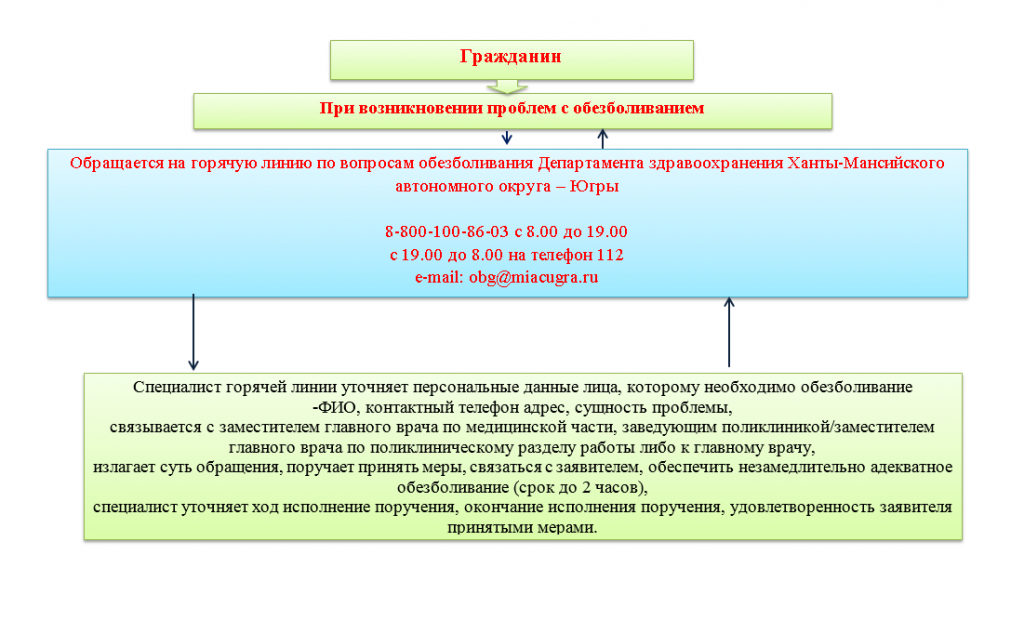 Гражданин
При возникновении проблем с обезболиванием
Обращается на горячую линию по вопросам обезболивания Департамента здравоохранения Ханты-Мансийского
автономного округа – Югры
8-800-100-86-03 с 8.00 до 19.00
с 19.00 до 8.00 на телефон 112
e-mail: obg@miacugra.ru
Специалист горячей линии уточняет персональные данные лица, которому необходимо обезболивание
-ФИО, контактный телефон адрес, сущность проблемы,
связывается с заместителем главного врача по медицинской части, заведующим поликлиникой/заместителем
главного врача по поликлиническому разделу работы либо к главному врачу,
излагает суть обращения, поручает принять меры, связаться с заявителем, обеспечить незамедлительно адекватное
обезболивание (срок до 2 часов),
специалист уточняет ход исполнение поручения, окончание исполнения поручения, удовлетворенность заявителя
принятыми мерами.